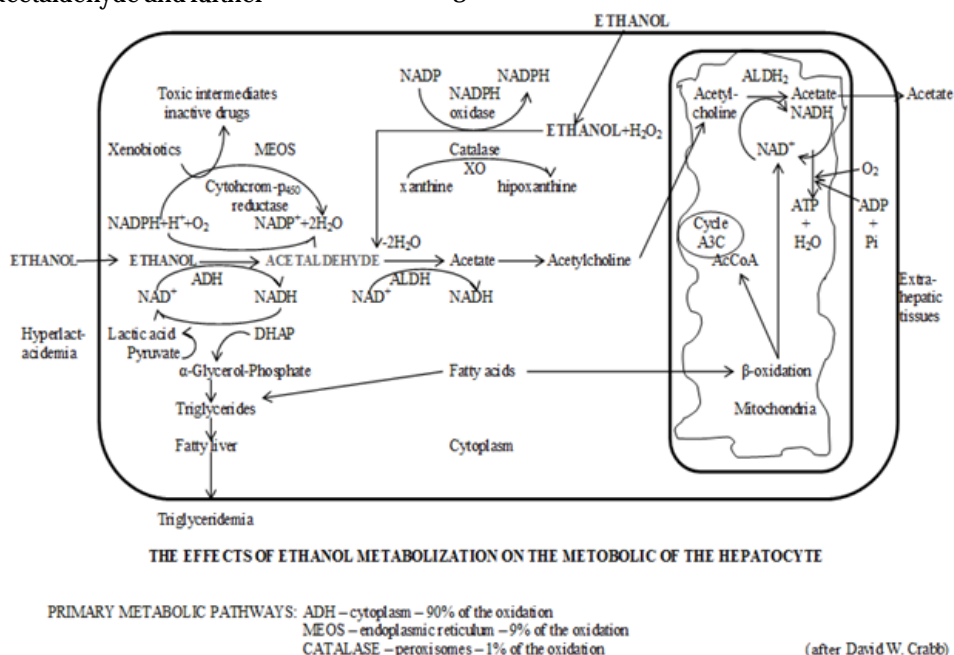 acetaldehyde and further
ETHANOL
NADP NADPH
NADPH
oxidase
ETHANOL+H₂O₂
Catalase
XO
xanthine hipoxanthine
Toxic intermediates
inactive drugs
Xenobiotics MEOS
Cytohcrom-p₄₅₀
reductase
NADPH+H⁺+O₂ NADP⁺+2H₂O
-2H₂O
ETHANOL ETHANOL ACETALDEHYDE Acetate Acetylcholine
ADH ALDH
NAD⁺ NADH NAD⁺ NADH
Hyperlact-
acidemia
Lactic acid DHAP
Pyruvate
α-Glycerol-Phosphate Fatty acids β-oxidation
Triglycerides Mitochondria
Fatty liver Cytoplasm
Triglyceridemia
ALDH₂
Acetyl-
choline
Acetate Acetate
NADH
NAD⁺
O₂
ATP
+
H₂O
ADP
+
Pi
Cycle
A3C
AcCoA
Extra-
hepatic
tissues
THE EFFECTS OF ETHANOL METABOLIZATION ON THE METOBOLIC OF THE HEPATOCYTE
PRIMARY METABOLIC PATHWAYS: ADH – cytoplasm – 90% of the oxidation
MEOS – endoplasmic reticulum – 9% of the oxidation
CATALASE – peroxisomes – 1% of the oxidation (after David W. Crabb)